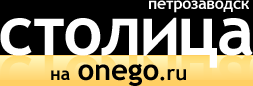 петрозаводск
столица
на onego.ru